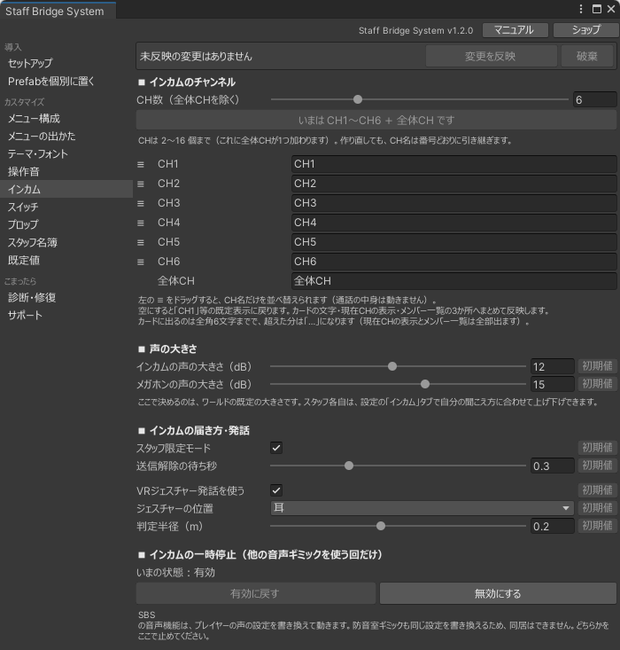 Staff Bridge System
Staff Bridge System v1.2.0 マニュアル ショップ
導入
セットアップ
Prefabを個別に置く
カスタマイズ
メニュー構成
メニューの出かた
テーマ・フォント
操作音
インカム
スイッチ
プロップ
スタッフ名簿
既定値
こまったら
診断・修復
サポート
未反映の変更はありません 変更を反映 破棄
■ インカムのチャンネル
CH数（全体CHを除く） 6
いまは CH1〜CH6 ＋ 全体CH です
CHは 2〜16 個まで（これに全体CHが1つ加わります）。作り直しても、CH名は番号どおりに引き継ぎます。
≡ CH1 CH1
≡ CH2 CH2
≡ CH3 CH3
≡ CH4 CH4
≡ CH5 CH5
≡ CH6 CH6
全体CH 全体CH
左の ≡ をドラッグすると、CH名だけを並べ替えられます（通話の中身は動きません）。
空にすると「CH1」等の既定表示に戻ります。カードの文字・現在CHの表示・メンバー一覧の3か所へまとめて反映します。
カードに出るのは全角6文字までで、超えた分は「…」になります（現在CHの表示とメンバー一覧は全部出ます）。
■ 声の大きさ
インカムの声の大きさ（dB） 12 初期値
メガホンの声の大きさ（dB） 15 初期値
ここで決めるのは、ワールドの既定の大きさです。スタッフ各自は、設定の「インカム」タブで自分の聞こえ方に合わせて上げ下げできます。
■ インカムの届き方・発話
スタッフ限定モード 初期値
送信解除の待ち秒 0.3 初期値
VRジェスチャー発話を使う 初期値
ジェスチャーの位置 耳 初期値
判定半径（m） 0.2 初期値
■ インカムの一時停止（他の音声ギミックを使う回だけ）
いまの状態：有効
有効に戻す 無効にする
SBS
の音声機能は、プレイヤーの声の設定を書き換えて動きます。防音室ギミックも同じ設定を書き換えるため、同居はできません。どちらかを
ここで止めてください。